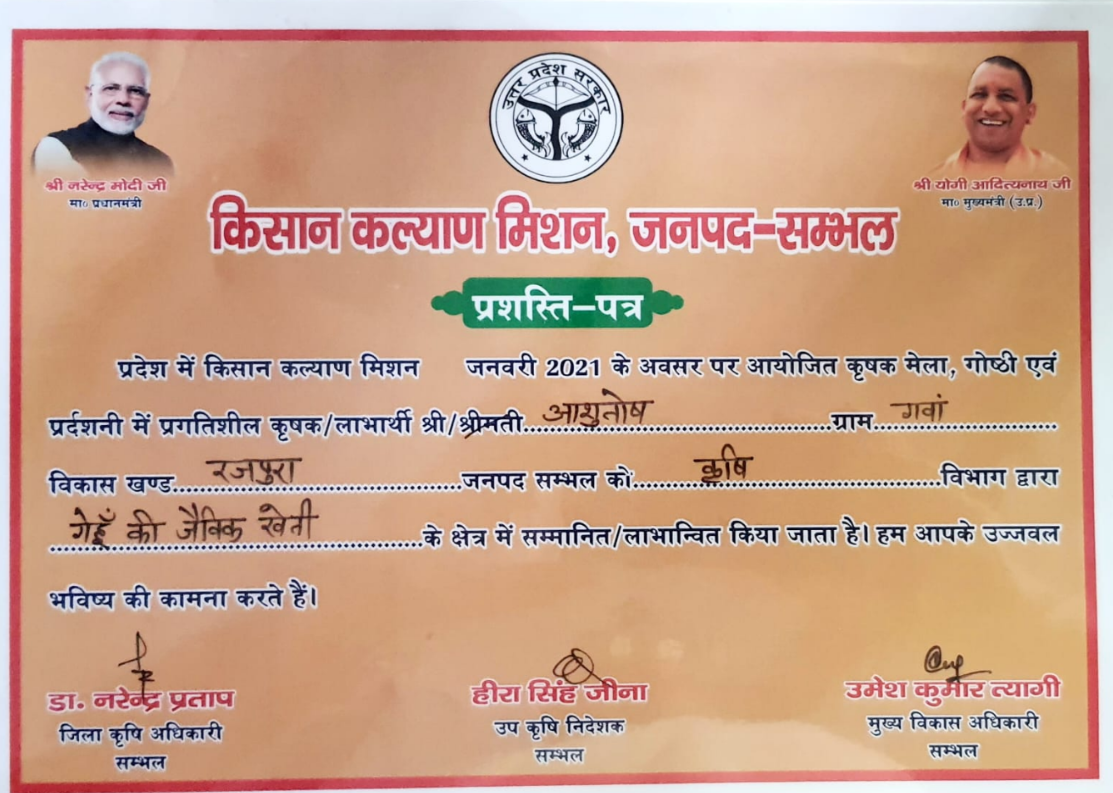 उत्तर प्रदेश सरकार
श्री नरेन्द्र मोदी जी
मा० प्रधानमंत्री
श्री योगी आदित्यनाथ जी
मा० मुख्यमंत्री (उ.प्र.)
किसान कल्याण मिशन, जनपद-सम्भल
प्रशस्ति-पत्र
प्रदेश में किसान कल्याण मिशन जनवरी 2021 के अवसर पर आयोजित कृषक मेला, गोष्ठी एवं
प्रर्दशनी में प्रगतिशील कृषक/लाभार्थी श्री/श्रीमती आशुतोष ग्राम गवां
विकास खण्ड रजपुरा जनपद सम्भल को कृषि विभाग द्वारा
गेहूँ की जैविक खेती के क्षेत्र में सम्मानित/लाभान्वित किया जाता है। हम आपके उज्जवल
भविष्य की कामना करते हैं।
डा. नरेन्द्र प्रताप
जिला कृषि अधिकारी
सम्भल
हीरा सिंह जीना
उप कृषि निदेशक
सम्भल
उमेश कुमार त्यागी
मुख्य विकास अधिकारी
सम्भल